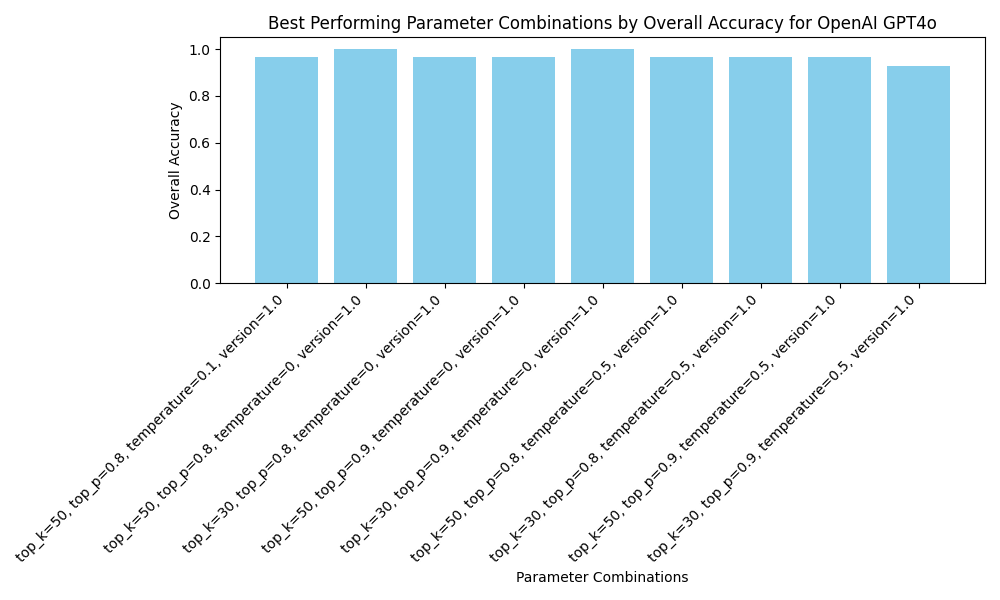 Best Performing Parameter Combinations by Overall Accuracy for OpenAI GPT4o
Overall Accuracy
1.0
0.8
0.6
0.4
0.2
0.0
top_k=50, top_p=0.8, temperature=0.1, version=1.0
top_k=50, top_p=0.8, temperature=0, version=1.0
top_k=30, top_p=0.8, temperature=0, version=1.0
top_k=50, top_p=0.9, temperature=0, version=1.0
top_k=30, top_p=0.9, temperature=0, version=1.0
top_k=50, top_p=0.8, temperature=0.5, version=1.0
top_k=30, top_p=0.8, temperature=0.5, version=1.0
top_k=50, top_p=0.9, temperature=0.5, version=1.0
top_k=30, top_p=0.9, temperature=0.5, version=1.0
Parameter Combinations